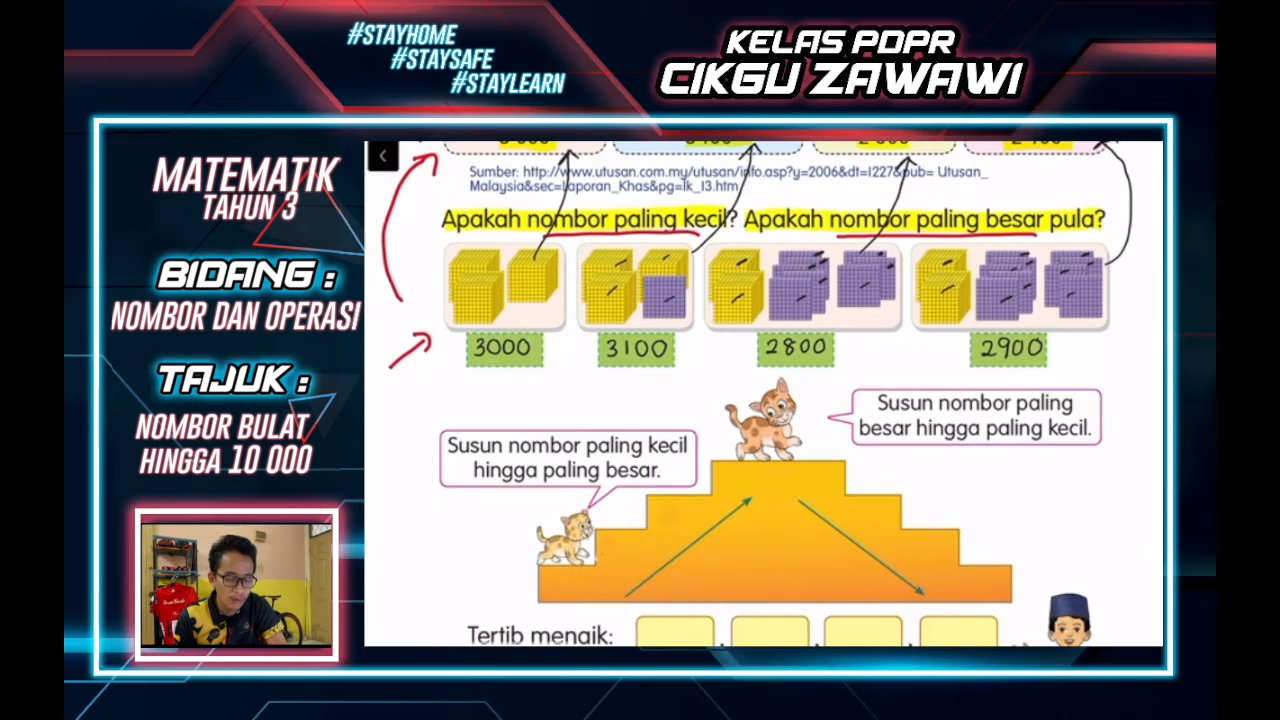 #STAYHOME
#STAYSAFE
#STAYLEARN
KELAS PDPR
CIKGU ZAWAWI
MATEMATIK
TAHUN 3
BIDANG :
NOMBOR DAN OPERASI
TAJUK :
NOMBOR BULAT
HINGGA 10 000
Sumber: http://www.utusan.com.my/utusan/info.asp?y=2006&dt=1227&pub= Utusan_
Malaysia&sec=Laporan_Khas&pg=lk_13.htm
Apakah nombor paling kecil? Apakah nombor paling besar pula?
3000 3100 2800 2900
Susun nombor paling
besar hingga paling kecil.
Susun nombor paling kecil
hingga paling besar.
Tertib menaik: